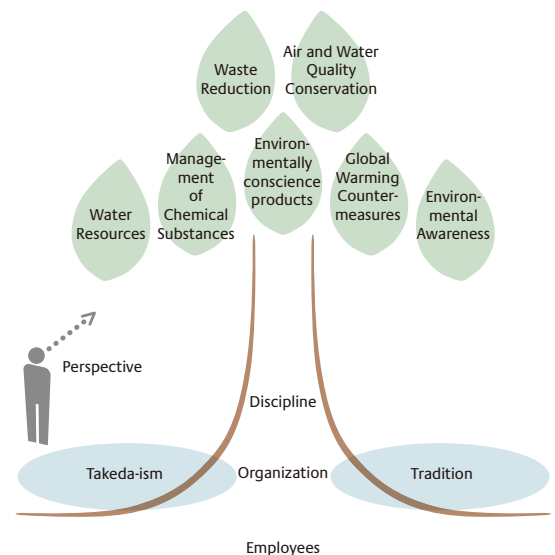 Waste
Reduction
Air and Water
Quality
Conservation
Water
Resources
Manage-
ment
of
Chemical
Substances
Environ-
mentally
conscience
products
Global
Warming
Counter-
measures
Environ-
mental
Awareness
Perspective
Discipline
Takeda-ism
Organization
Tradition
Employees